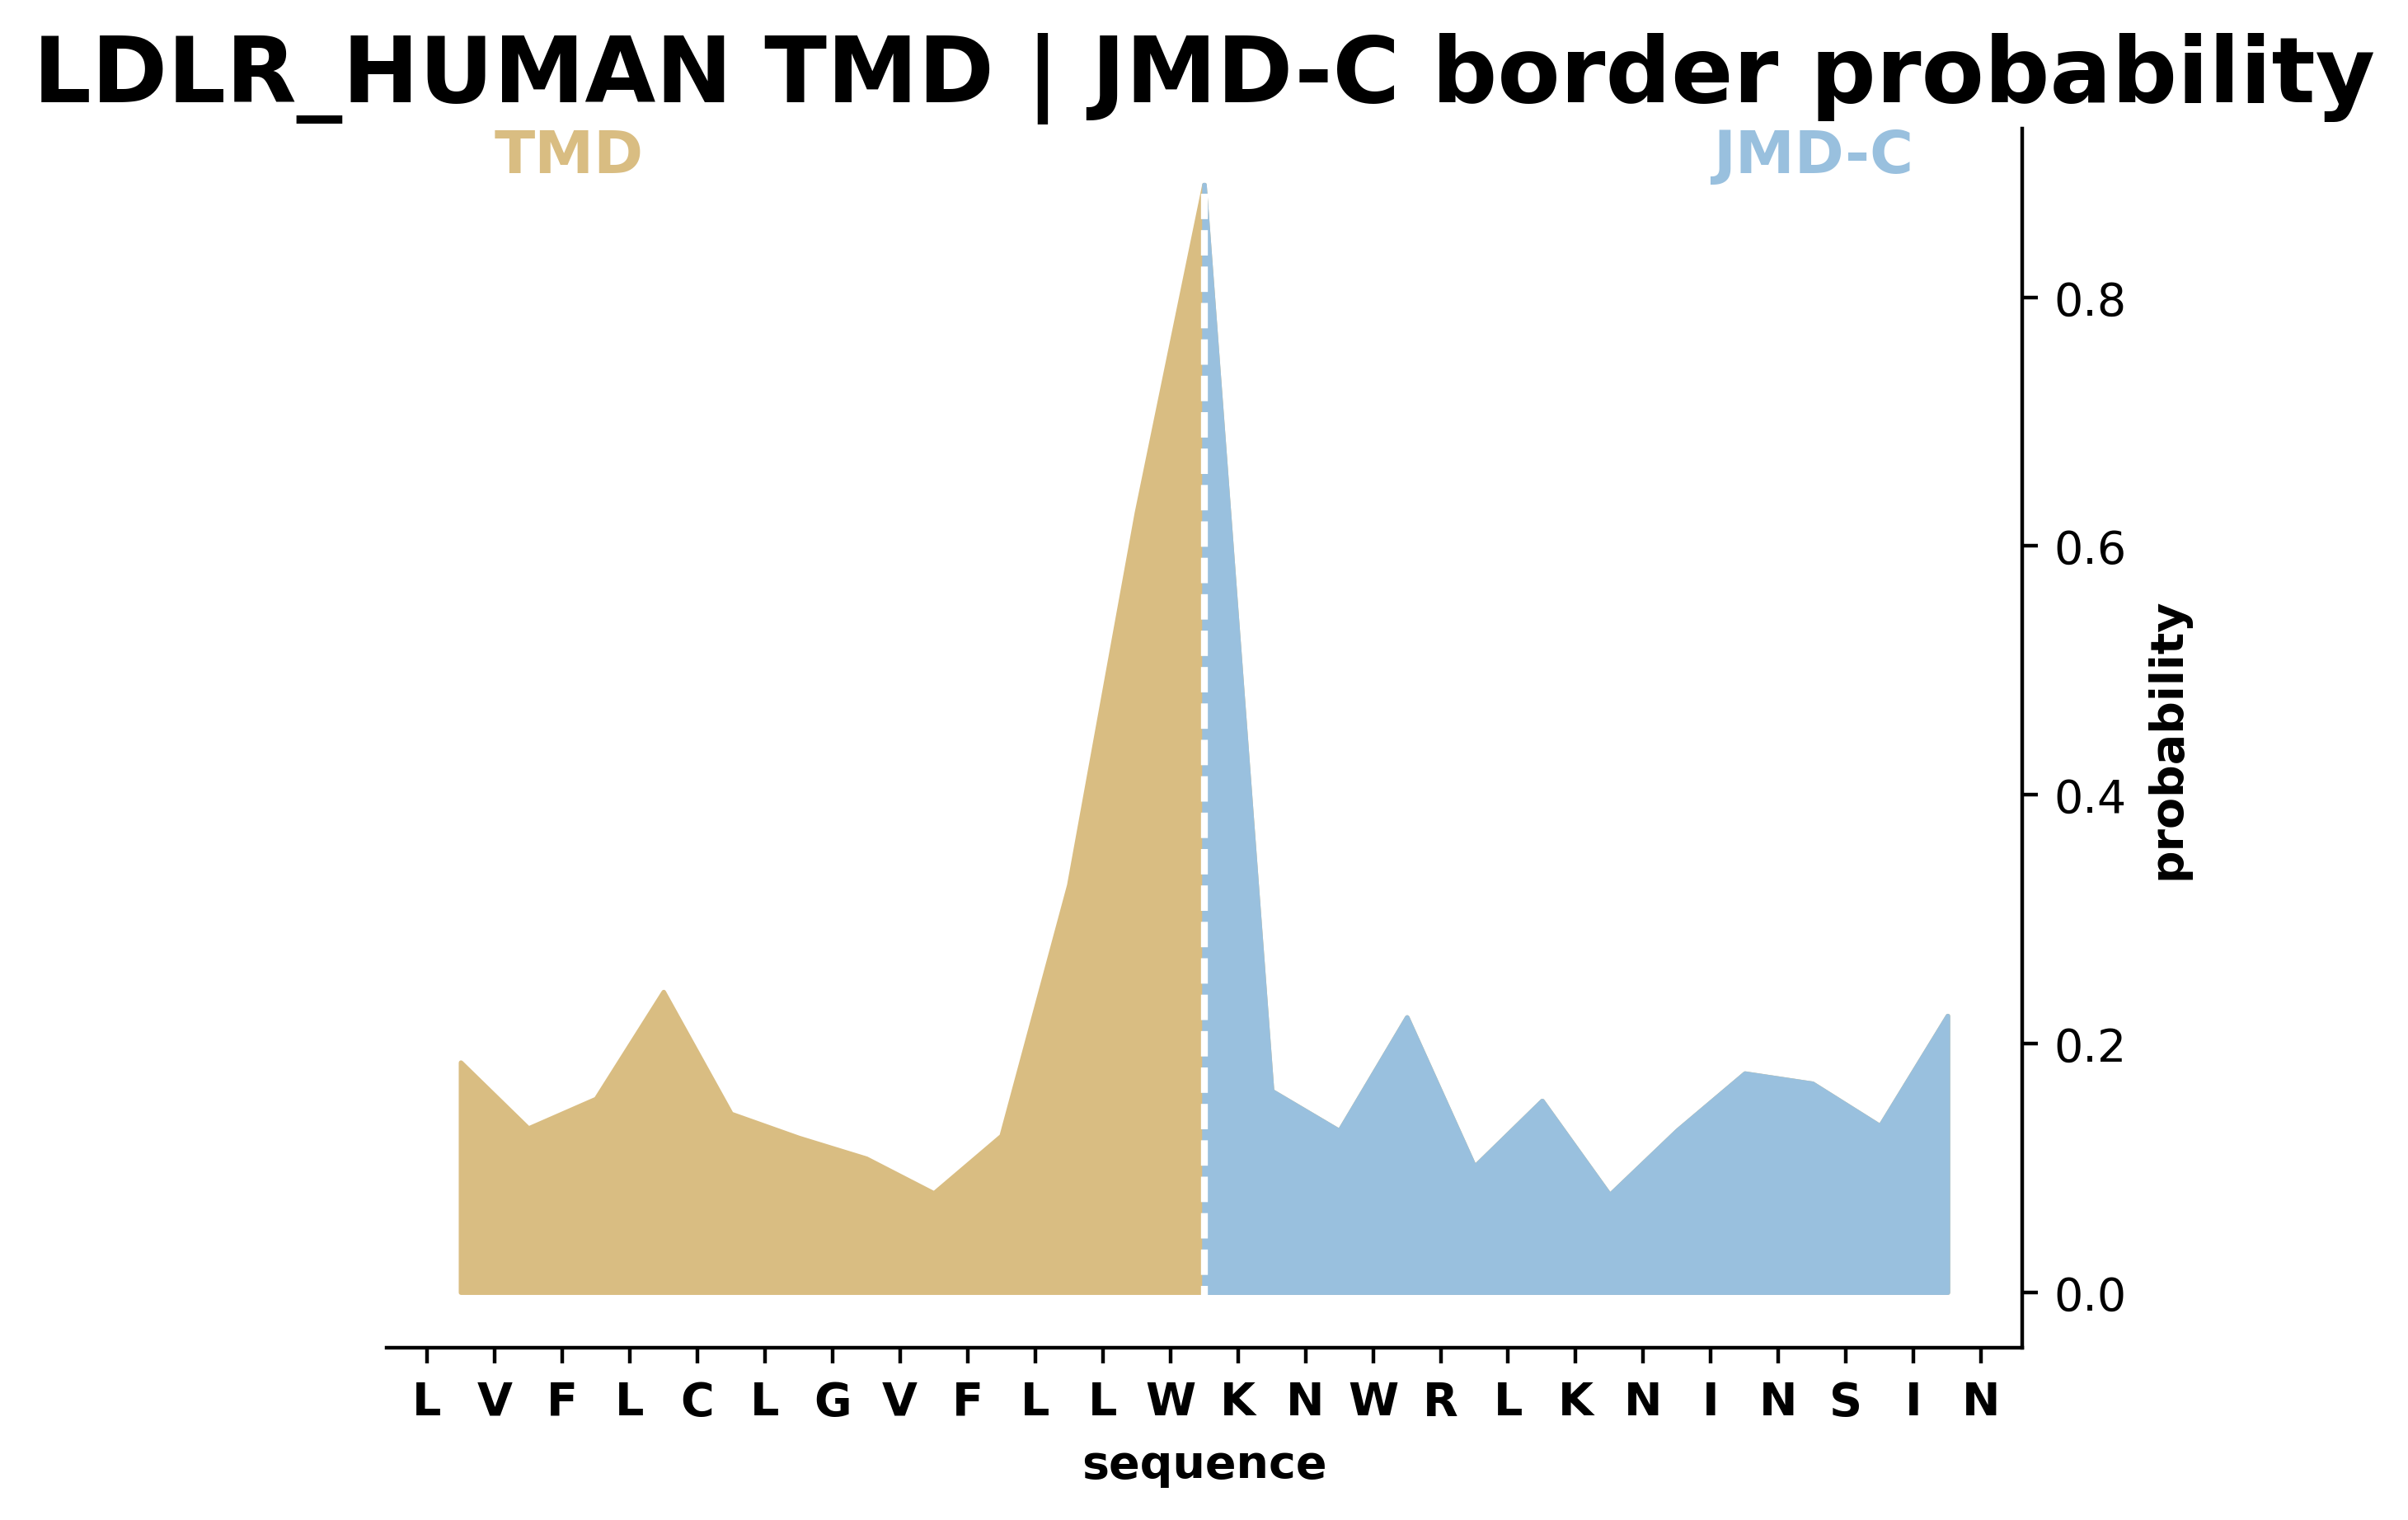 LDLR_HUMAN TMD | JMD-C border probability
TMD JMD-C
0.8
0.6
0.4
0.2
0.0
probability
L V F L C L G V F L L W K N W R L K N I N S I N
sequence